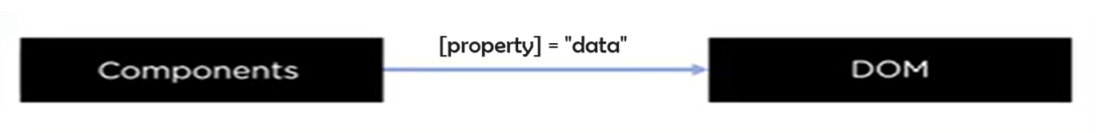 [property] = "data"
Components
DOM